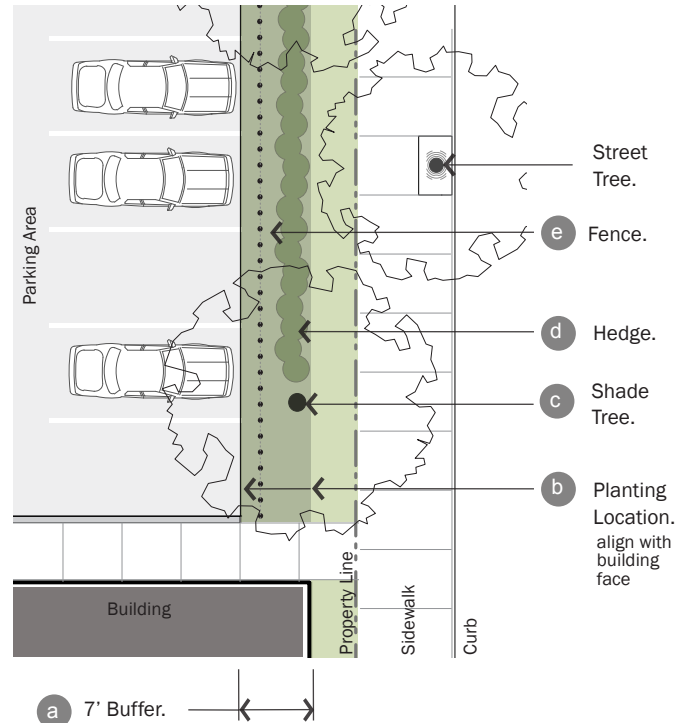 Parking Area
Street
Tree.
e Fence.
d Hedge.
c Shade
Tree.
b Planting
Location.
align with
building
face
Building
Property Line
Sidewalk
Curb
a 7’ Buffer.